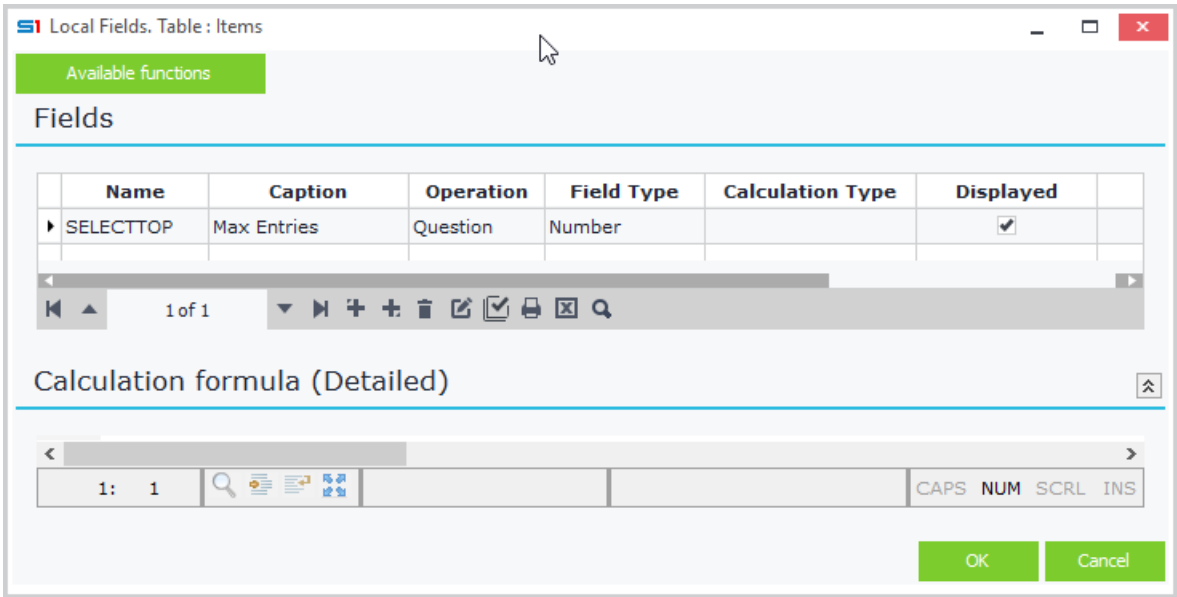 S1 Local Fields. Table : Items
Available functions
Fields
Name Caption Operation Field Type Calculation Type Displayed
SELECTTOP Max Entries Question Number
1 of 1
Calculation formula (Detailed)
1: 1 CAPS NUM SCRL INS
OK Cancel